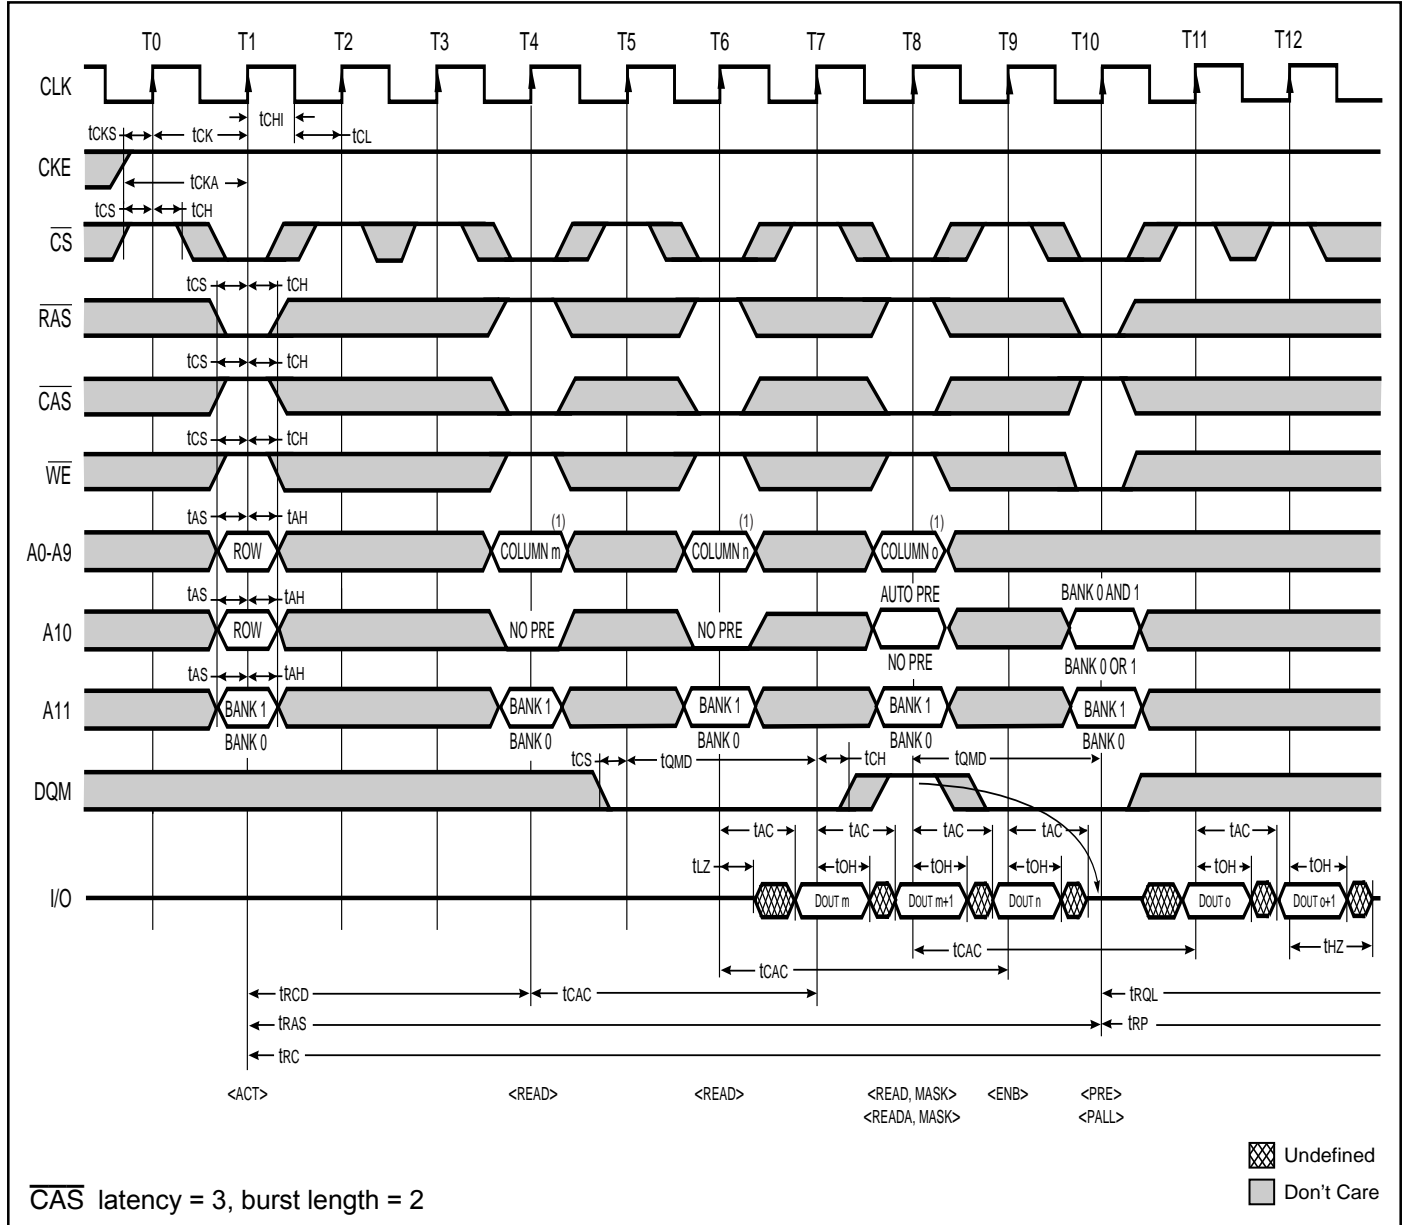 T0 T1 T2 T3 T4 T5 T6 T7 T8 T9 T10 T11 T12
CLK
tCHI
tCKS tCK tCL
CKE
tCKA
tCS tCH
CS
tCS tCH
RAS
tCS tCH
CAS
tCS tCH
WE
tAS tAH (1) (1) (1)
A0-A9 ROW COLUMN m COLUMN n COLUMN o
tAS tAH AUTO PRE BANK 0 AND 1
A10 ROW NO PRE NO PRE
NO PRE BANK 0 OR 1
tAS tAH
A11 BANK 1 BANK 1 BANK 1 BANK 1 BANK 1
BANK 0 BANK 0 BANK 0 BANK 0 BANK 0
tCS tQMD tCH tQMD
DQM
tAC tAC tAC tAC tAC
tLZ tOH tOH tOH tOH tOH
I/O DOUT m DOUT m+1 DOUT n DOUT o DOUT o+1
tCAC tHZ
tCAC
tRCD tCAC tRQL
tRAS tRP
tRC
<ACT> <READ> <READ> <READ, MASK> <ENB> <PRE>
<READA, MASK> <PALL>
Undefined
Don't Care
CAS latency = 3, burst length = 2